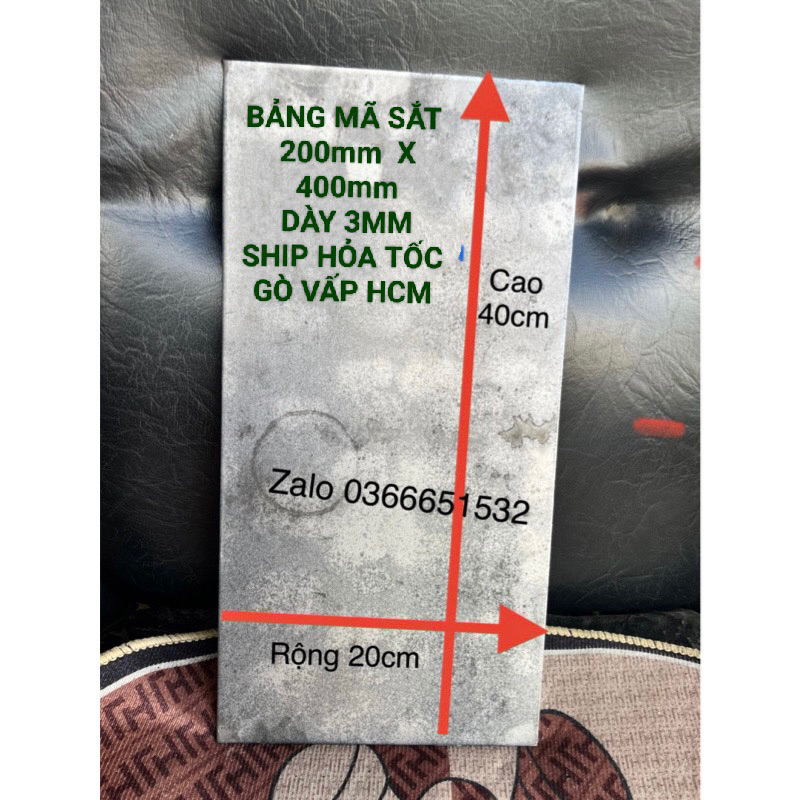 BẢNG MÃ SẮT
200mm X
400mm
DÀY 3MM
SHIP HỎA TỐC
GÒ VẤP HCM
Cao
40cm
Zalo 0366651532
Rộng 20cm